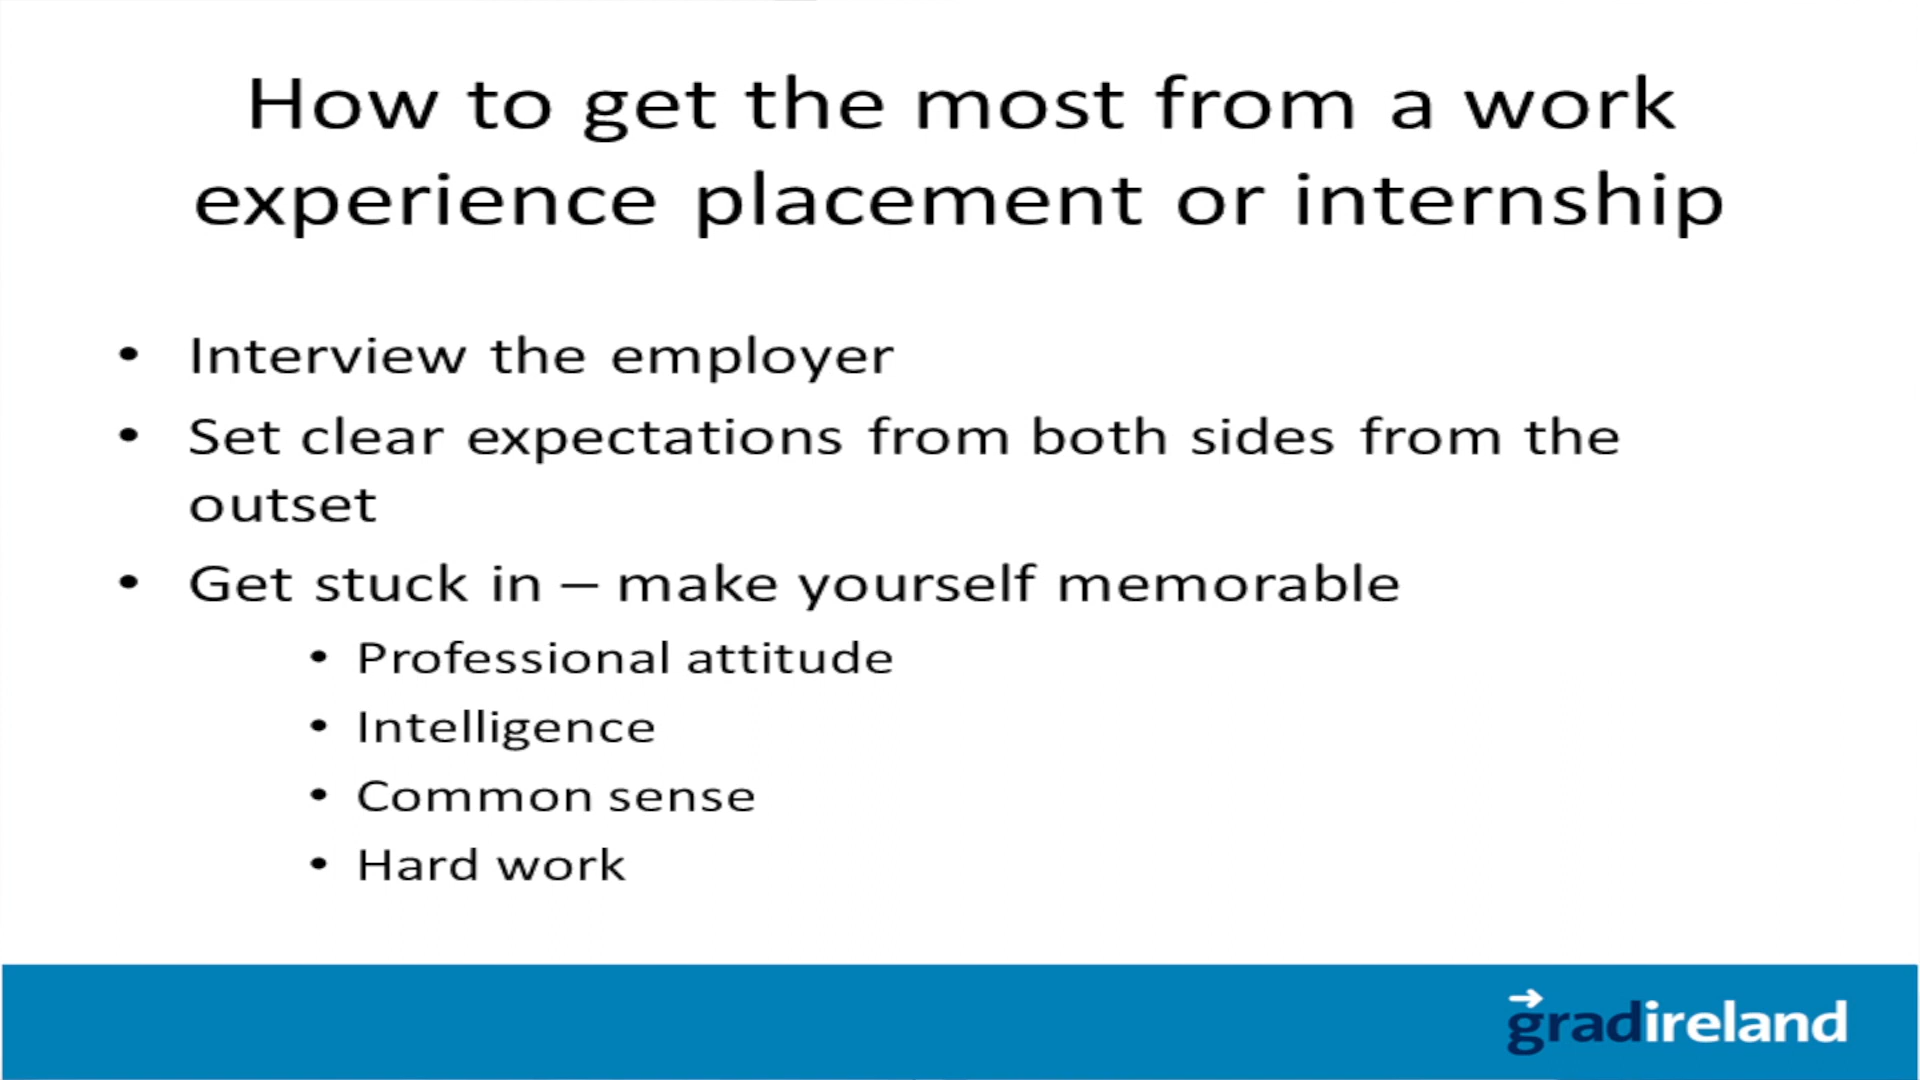 How to get the most from a work
experience placement or internship
• Interview the employer
• Set clear expectations from both sides from the
outset
• Get stuck in – make yourself memorable
• Professional attitude
• Intelligence
• Common sense
• Hard work
gradireland